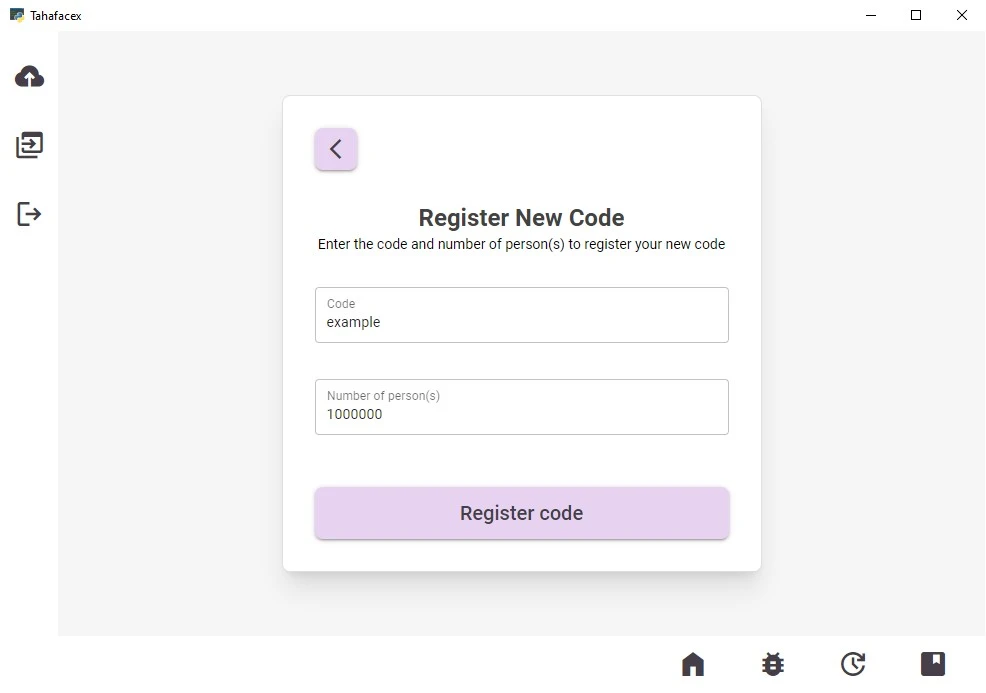 Tahafacex
Register New Code
Enter the code and number of person(s) to register your new code
Code
example
Number of person(s)
1000000
Register code